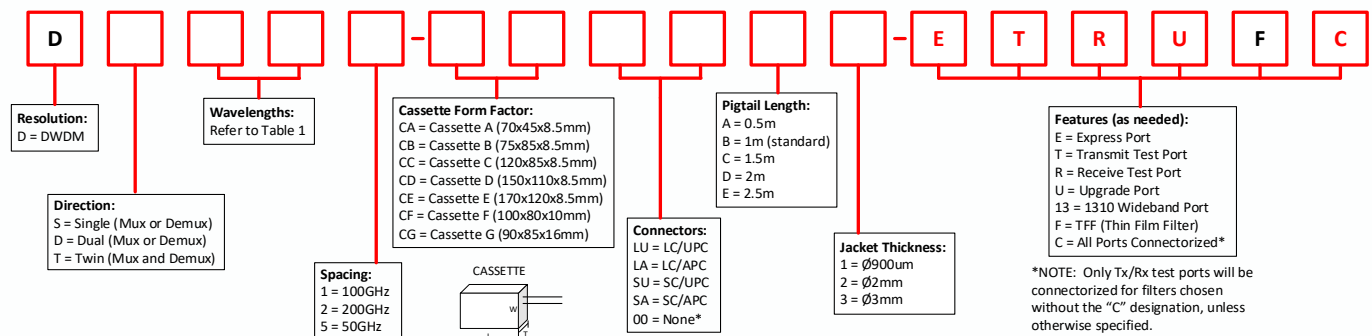 D - - E T R U F C
Resolution:
D = DWDM
Direction:
S = Single (Mux or Demux)
D = Dual (Mux or Demux)
T = Twin (Mux and Demux)
Wavelengths:
Refer to Table 1
Spacing:
1 = 100GHz
2 = 200GHz
5 = 50GHz
Cassette Form Factor:
CA = Cassette A (70x45x8.5mm)
CB = Cassette B (75x85x8.5mm)
CC = Cassette C (120x85x8.5mm)
CD = Cassette D (150x110x8.5mm)
CE = Cassette E (170x120x8.5mm)
CF = Cassette F (100x80x10mm)
CG = Cassette G (90x85x16mm)
CASSETTE
W
T
Connectors:
LU = LC/UPC
LA = LC/APC
SU = SC/UPC
SA = SC/APC
00 = None*
Pigtail Length:
A = 0.5m
B = 1m (standard)
C = 1.5m
D = 2m
E = 2.5m
Jacket Thickness:
1 = Ø900um
2 = Ø2mm
3 = Ø3mm
Features (as needed):
E = Express Port
T = Transmit Test Port
R = Receive Test Port
U = Upgrade Port
13 = 1310 Wideband Port
F = TFF (Thin Film Filter)
C = All Ports Connectorized*
*NOTE: Only Tx/Rx test ports will be
connectorized for filters chosen
without the “C” designation, unless
otherwise specified.